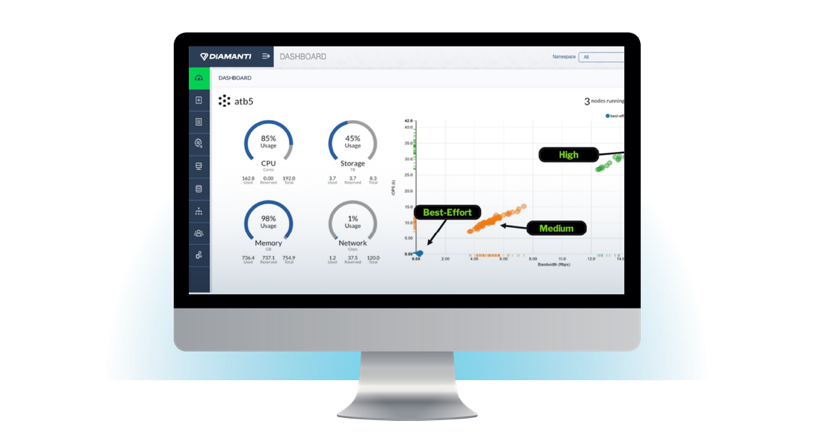 DIAMANTI
DASHBOARD
Namespace
All
DASHBOARD
atb5
3 nodes running
85%
Usage
CPU
Cores
162.8 0.00 192.0
Used Reserved Total
45%
Usage
Storage
TB
3.7 3.7 8.3
Used Reserved Total
98%
Usage
Memory
GB
736.4 737.1 754.9
Used Reserved Total
1%
Usage
Network
Gbps
1.2 37.5 120.0
Used Reserved Total
best-eff
42.0
40.0
35.0
30.0
25.0
20.0
15.0
10.0
5.00
0.00
IOPS (k)
0.00 2.00 4.00 6.00 8.00 10.0 12.0
Bandwidth (Mbps)
High
Best-Effort
Medium